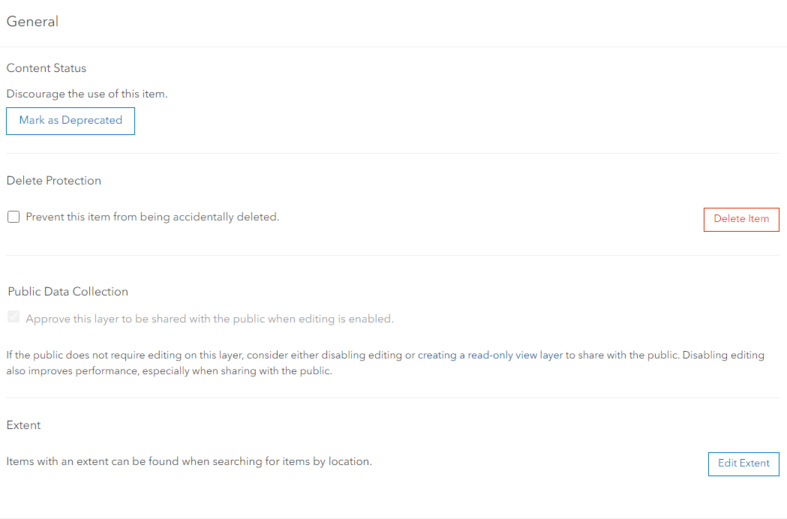 General
Content Status
Discourage the use of this item.
Mark as Deprecated
Delete Protection
Prevent this item from being accidentally deleted.
Delete Item
Public Data Collection
Approve this layer to be shared with the public when editing is enabled.
If the public does not require editing on this layer, consider either disabling editing or creating a read-only view layer to share with the public. Disabling editing
also improves performance, especially when sharing with the public.
Extent
Items with an extent can be found when searching for items by location.
Edit Extent